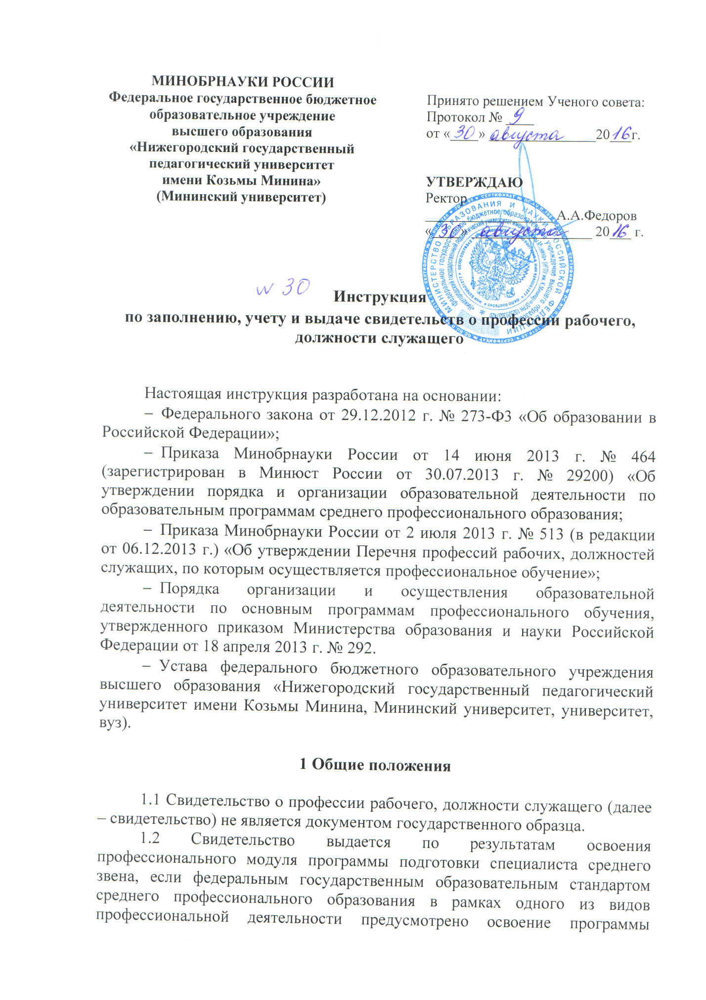 МИНОБРНАУКИ РОССИИ
Федеральное государственное бюджетное
образовательное учреждение
высшего образования
«Нижегородский государственный
педагогический университет
имени Козьмы Минина»
(Мининский университет)
Принято решением Ученого совета:
Протокол № 9
от «30» августа 2016г.
УТВЕРЖДАЮ
Ректор
А.А.Федоров
«30» августа 2016 г.
МИНИСТЕРСТВО ОБРАЗОВАНИЯ И НАУКИ РОССИЙСКОЙ ФЕДЕРАЦИИ
N 30
Инструкция
по заполнению, учету и выдаче свидетельств о профессии рабочего,
должности служащего
Настоящая инструкция разработана на основании:
– Федерального закона от 29.12.2012 г. № 273-ФЗ «Об образовании в
Российской Федерации»;
– Приказа Минобрнауки России от 14 июня 2013 г. № 464
(зарегистрирован в Минюст России от 30.07.2013 г. № 29200) «Об
утверждении порядка и организации образовательной деятельности по
образовательным программам среднего профессионального образования;
– Приказа Минобрнауки России от 2 июля 2013 г. № 513 (в редакции
от 06.12.2013 г.) «Об утверждении Перечня профессий рабочих, должностей
служащих, по которым осуществляется профессиональное обучение»;
– Порядка организации и осуществления образовательной
деятельности по основным программам профессионального обучения,
утвержденного приказом Министерства образования и науки Российской
Федерации от 18 апреля 2013 г. № 292.
– Устава федерального бюджетного образовательного учреждения
высшего образования «Нижегородский государственный педагогический
университет имени Козьмы Минина, Мининский университет, университет,
вуз).
1 Общие положения
1.1 Свидетельство о профессии рабочего, должности служащего (далее
– свидетельство) не является документом государственного образца.
1.2 Свидетельство выдается по результатам освоения
профессионального модуля программы подготовки специалиста среднего
звена, если федеральным государственным образовательным стандартом
среднего профессионального образования в рамках одного из видов
профессиональной деятельности предусмотрено освоение программы